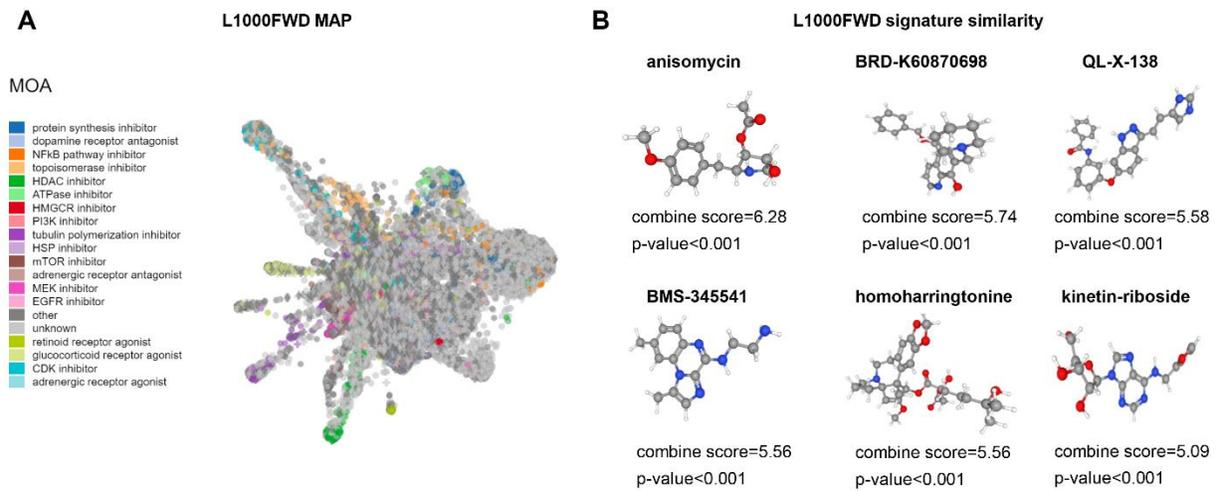 A
L1000FWD MAP
MOA
protein synthesis inhibitor
dopamine receptor antagonist
NFkB pathway inhibitor
topoisomerase inhibitor
HDAC inhibitor
ATPase inhibitor
HMGCR inhibitor
PI3K inhibitor
tubulin polymerization inhibitor
HSP inhibitor
mTOR inhibitor
adrenergic receptor antagonist
MEK inhibitor
EGFR inhibitor
other
unknown
retinoid receptor agonist
glucocorticoid receptor agonist
CDK inhibitor
adrenergic receptor agonist
B
L1000FWD signature similarity
anisomycin
combine score=6.28
p-value<0.001
BRD-K60870698
combine score=5.74
p-value<0.001
QL-X-138
combine score=5.58
p-value<0.001
BMS-345541
combine score=5.56
p-value<0.001
homoharringtonine
combine score=5.56
p-value<0.001
kinetin-riboside
combine score=5.09
p-value<0.001